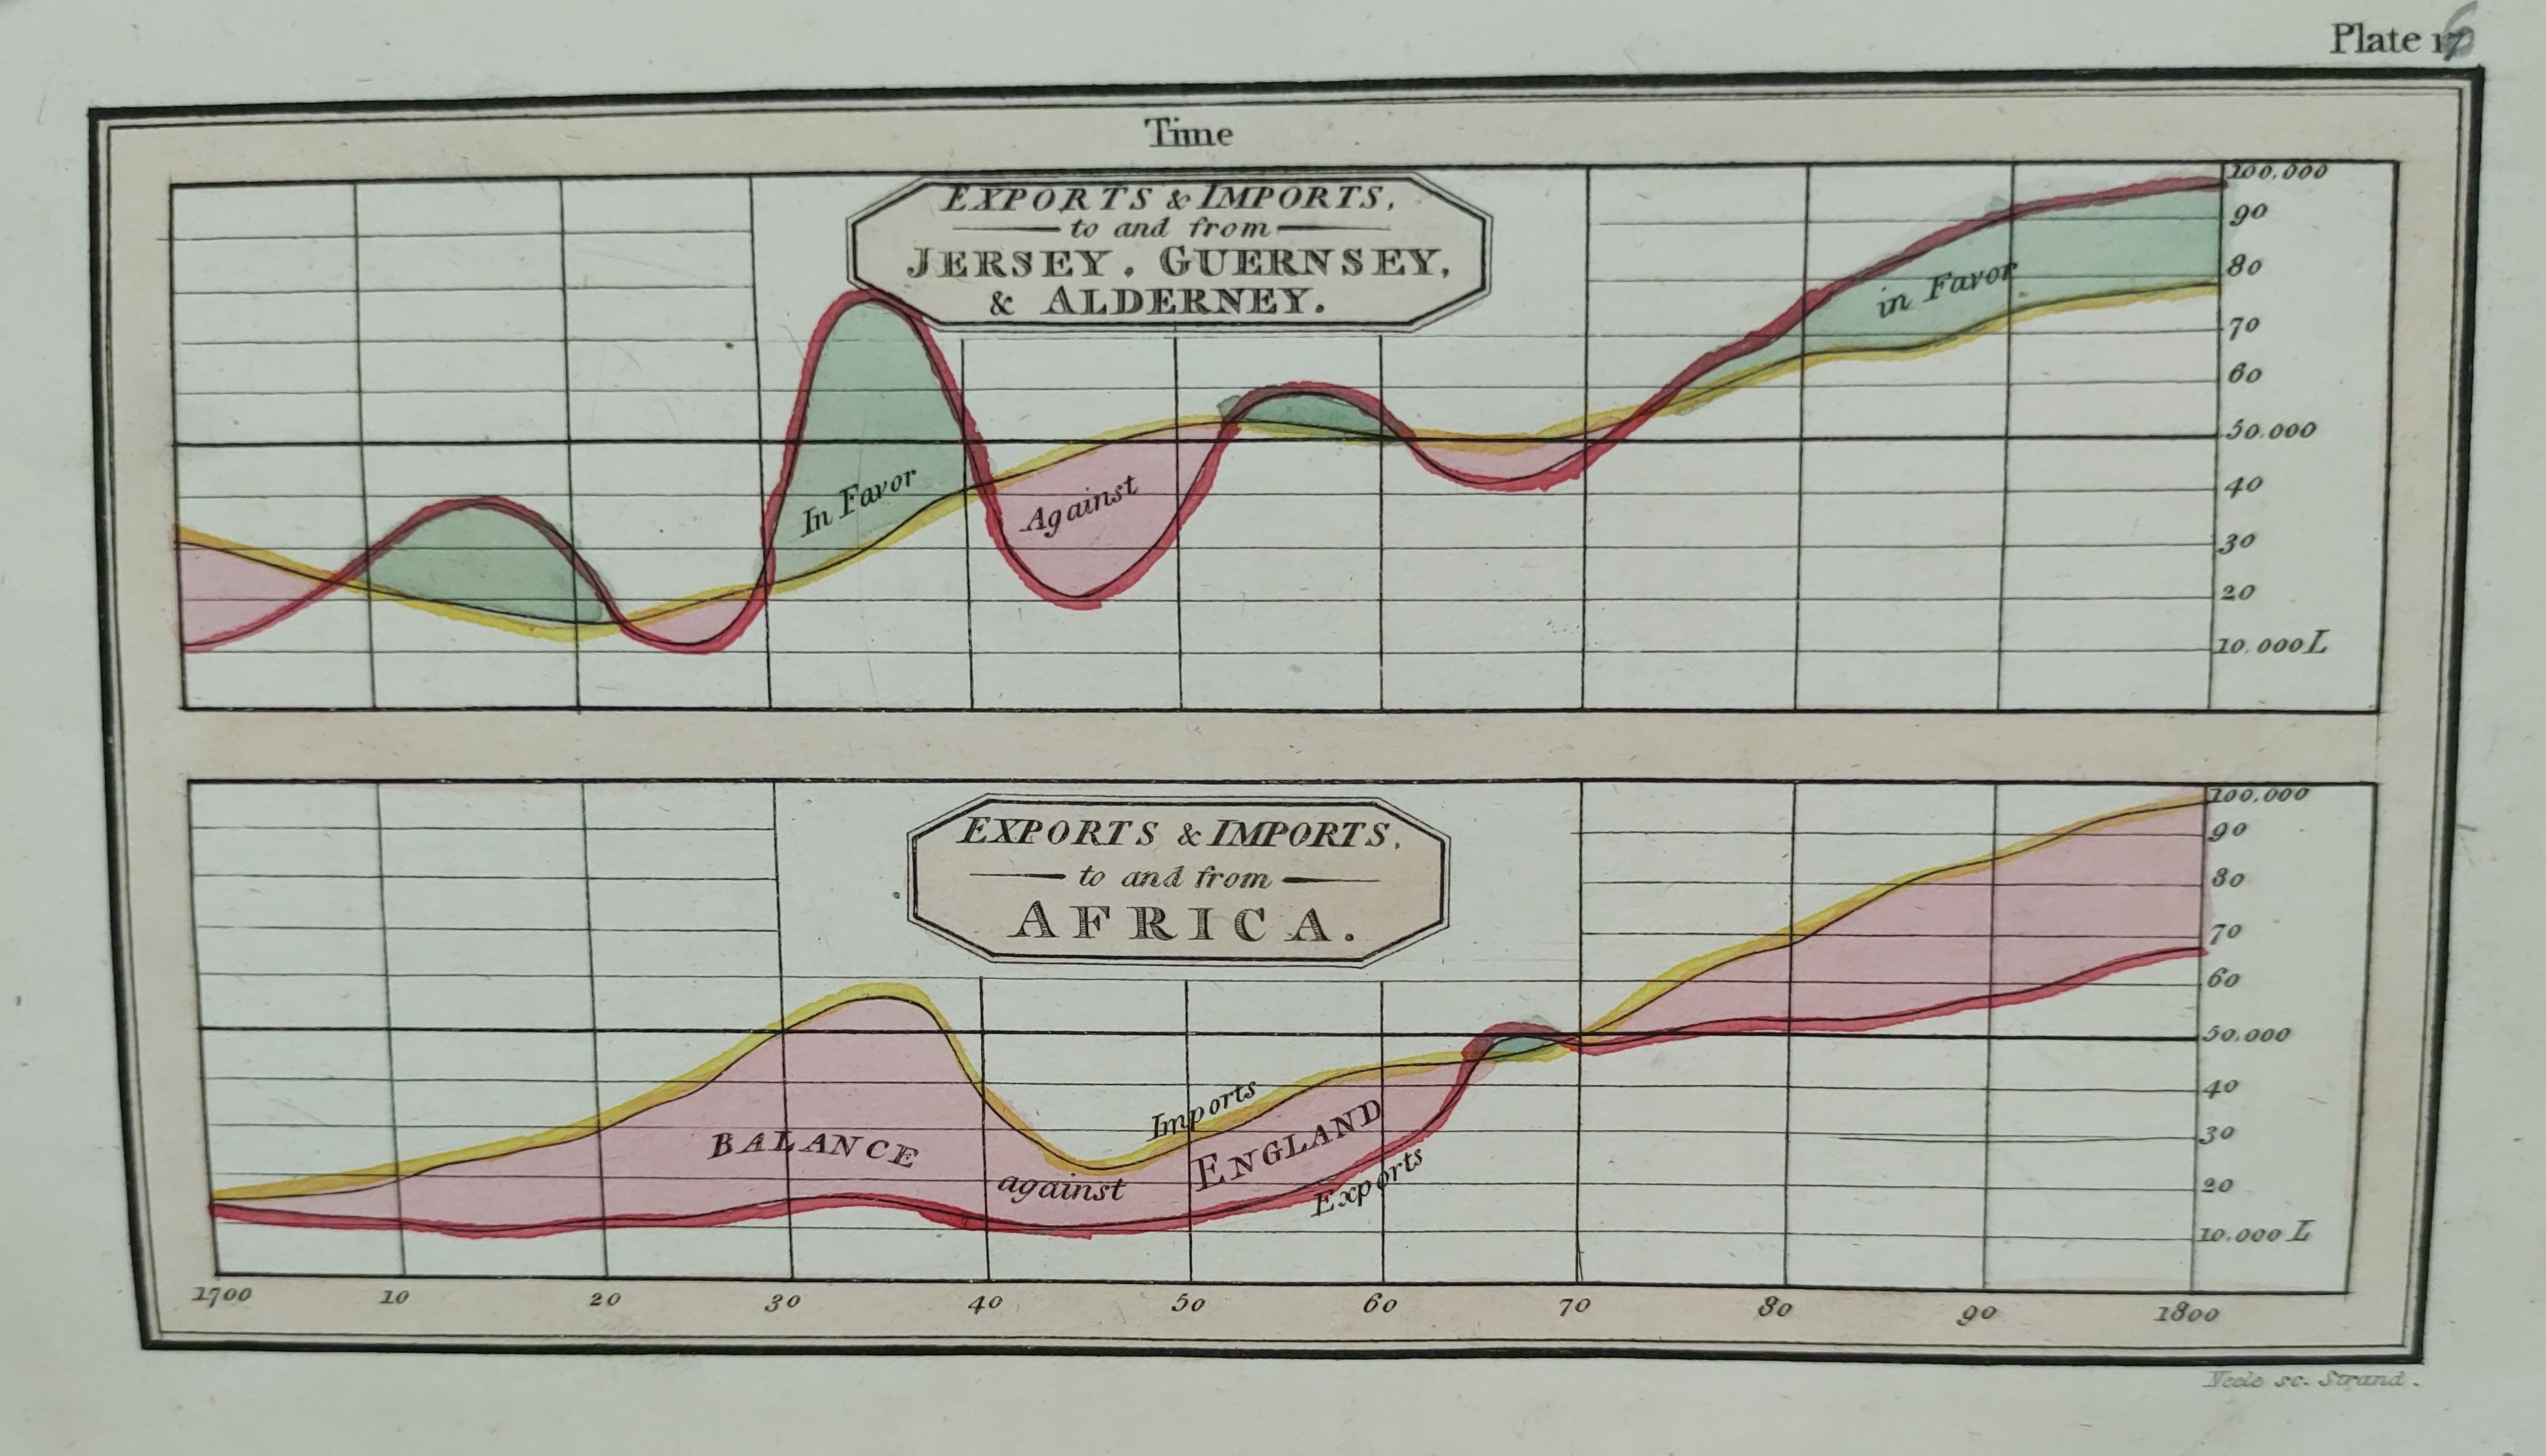 Plate 16
Time
EXPORTS & IMPORTS,
to and from
JERSEY, GUERNSEY,
& ALDERNEY.
100,000
90
80
70
60
50,000
40
30
20
10,000 L
in Favor
In Favor
Against
EXPORTS & IMPORTS,
to and from
AFRICA.
100,000
90
80
70
60
50,000
40
30
20
10,000 L
Imports
BALANCE
against
ENGLAND
Exports
1700 10 20 30 40 50 60 70 80 90 1800
Neele sc. Strand.